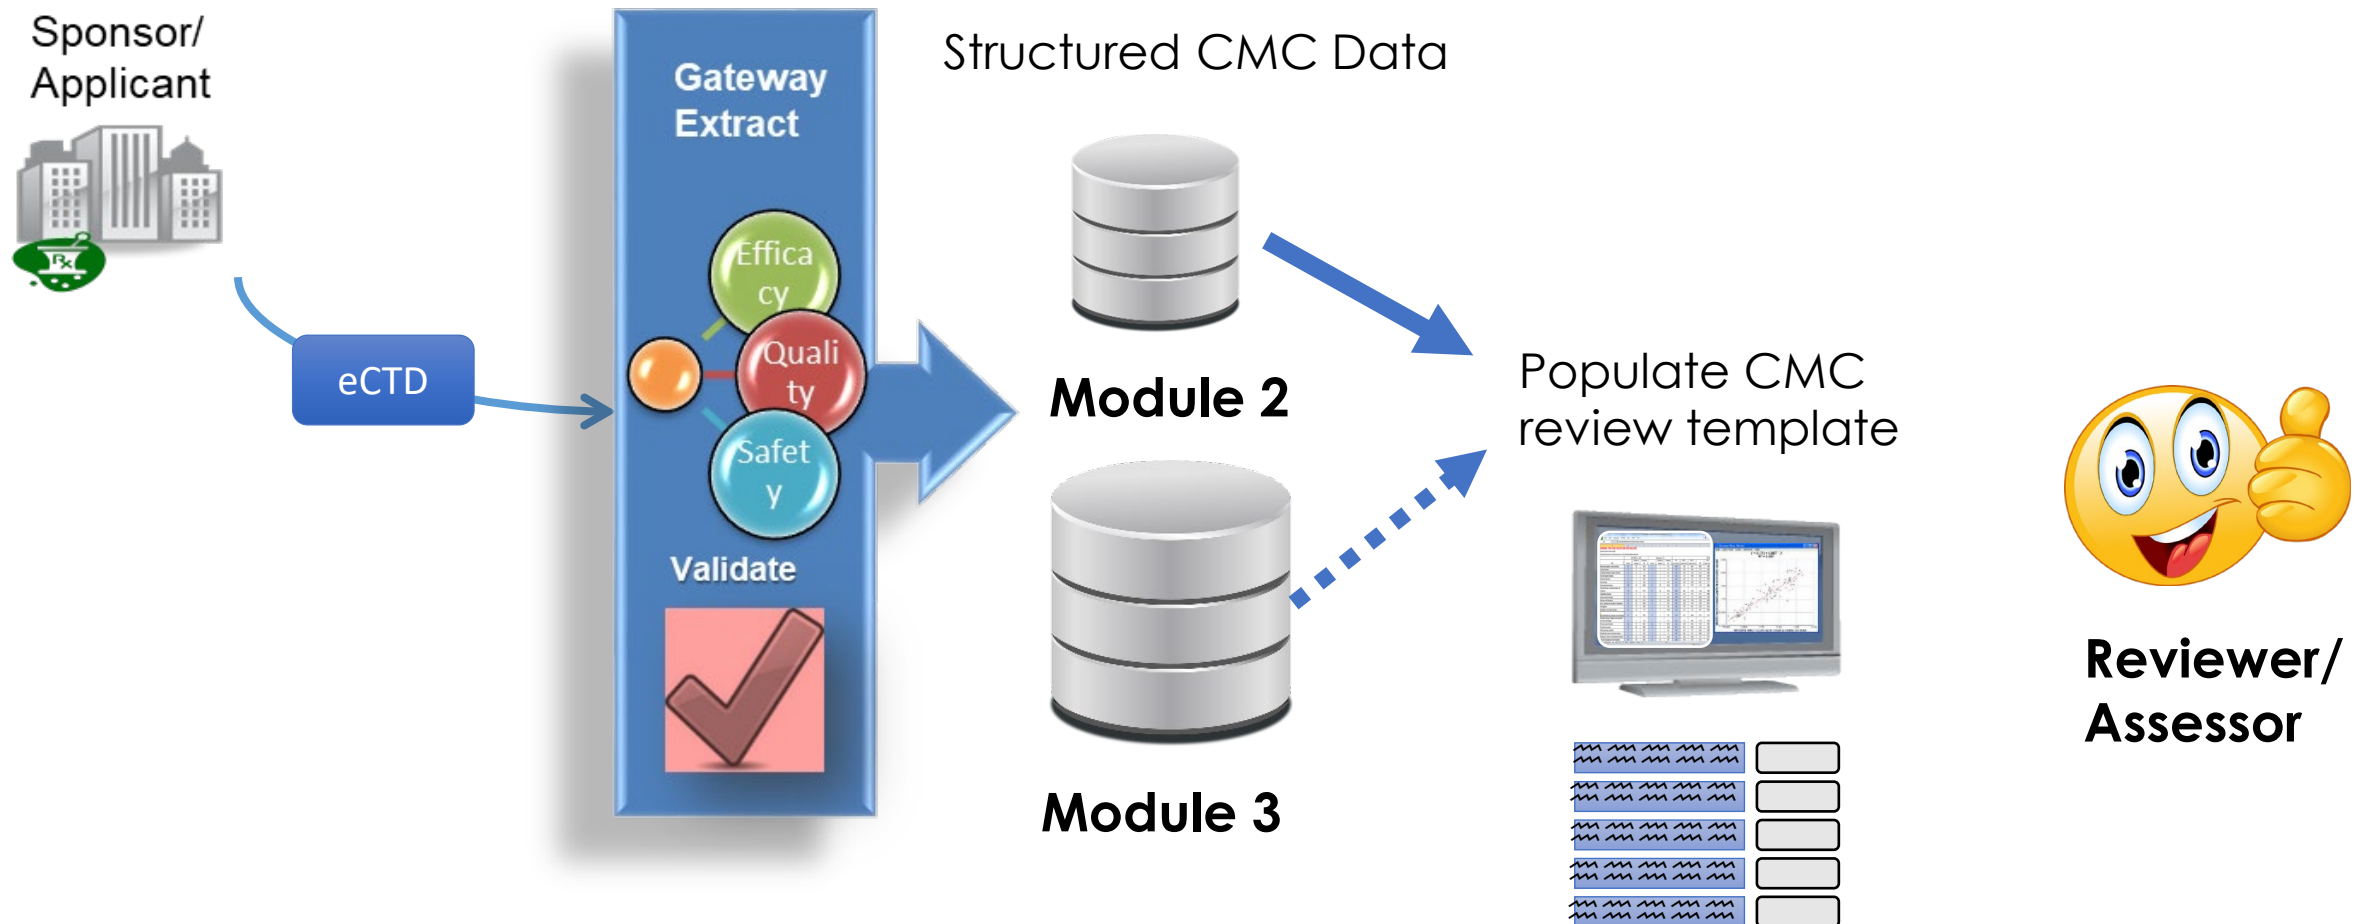 Sponsor/
Applicant
Rx
eCTD
Gateway
Extract
Effica
cy
Quali
ty
Safet
y
Validate
Structured CMC Data
Module 2
Module 3
Populate CMC
review template
Reviewer/
Assessor